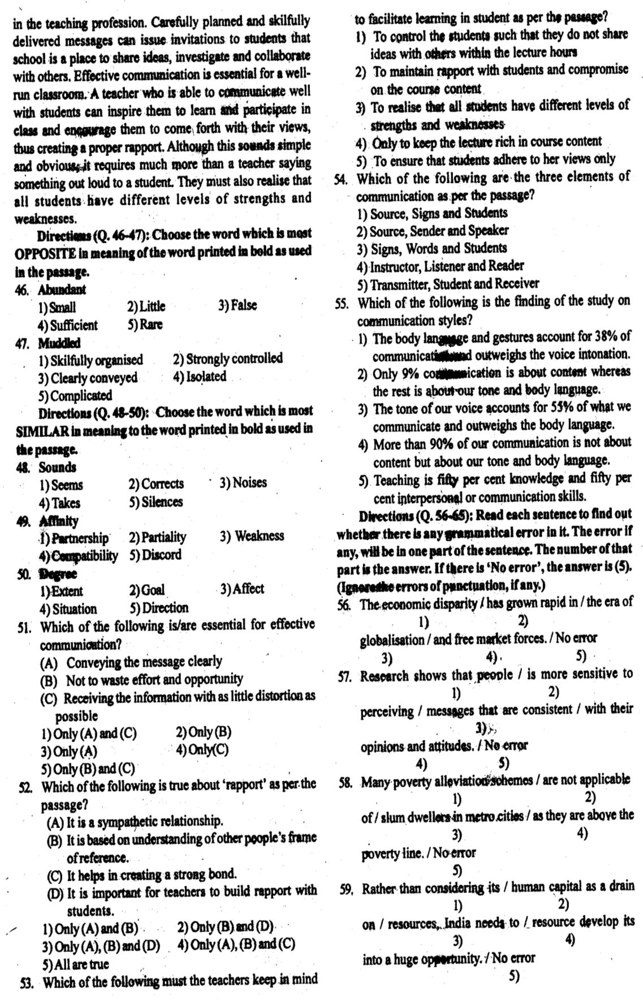 in the teaching profession. Carefully planned and skilfully
delivered messages can issue invitations to students that
school is a place to share ideas, investigate and collaborate
with others. Effective communication is essential for a well-
run classroom. A teacher who is able to communicate well
with students can inspire them to learn and participate in
class and encourage them to come forth with their views,
thus creating a proper rapport. Although this sounds simple
and obvious, it requires much more than a teacher saying
something out loud to a student. They must also realise that
all students have different levels of strengths and
weaknesses.
Directions (Q. 46-47): Choose the word which is most
OPPOSITE in meaning of the word printed in bold as used
in the passage.
46. Abundant
1) Small 2) Little 3) False
4) Sufficient 5) Rare
47. Muddled
1) Skilfully organised 2) Strongly controlled
3) Clearly conveyed 4) Isolated
5) Complicated
Directions (Q. 48-50): Choose the word which is most
SIMILAR in meaning to the word printed in bold as used in
the passage.
48. Sounds
1) Seems 2) Corrects 3) Noises
4) Takes 5) Silences
49. Affinity
1) Partnership 2) Partiality 3) Weakness
4) Compatibility 5) Discord
50. Degree
1) Extent 2) Goal 3) Affect
4) Situation 5) Direction
51. Which of the following is/are essential for effective
communication?
(A) Conveying the message clearly
(B) Not to waste effort and opportunity
(C) Receiving the information with as little distortion as
possible
1) Only (A) and (C) 2) Only (B)
3) Only (A) 4) Only(C)
5) Only (B) and (C)
52. Which of the following is true about ‘rapport’ as per the
passage?
(A) It is a sympathetic relationship.
(B) It is based on understanding of other people’s frame
of reference.
(C) It helps in creating a strong bond.
(D) It is important for teachers to build rapport with
students.
1) Only (A) and (B) 2) Only (B) and (D)
3) Only (A), (B) and (D) 4) Only (A), (B) and (C)
5) All are true
53. Which of the following must the teachers keep in mind
to facilitate learning in student as per the passage?
1) To control the students such that they do not share
ideas with others within the lecture hours
2) To maintain rapport with students and compromise
on the course content
3) To realise that all students have different levels of
strengths and weaknesses
4) Only to keep the lecture rich in course content
5) To ensure that students adhere to her views only
54. Which of the following are the three elements of
communication as per the passage?
1) Source, Signs and Students
2) Source, Sender and Speaker
3) Signs, Words and Students
4) Instructor, Listener and Reader
5) Transmitter, Student and Receiver
55. Which of the following is the finding of the study on
communication styles?
1) The body language and gestures account for 38% of
communication and outweighs the voice intonation.
2) Only 9% communication is about content whereas
the rest is about our tone and body language.
3) The tone of our voice accounts for 55% of what we
communicate and outweighs the body language.
4) More than 90% of our communication is not about
content but about our tone and body language.
5) Teaching is fifty per cent knowledge and fifty per
cent interpersonal or communication skills.
Directions (Q. 56-65): Read each sentence to find out
whether there is any grammatical error in it. The error if
any, will be in one part of the sentence. The number of that
part is the answer. If there is ‘No error’, the answer is (5).
(Ignore the errors of punctuation, if any.)
56. The economic disparity / has grown rapid in / the era of
1) 2)
globalisation / and free market forces. / No error
3) 4) 5)
57. Research shows that people / is more sensitive to
1) 2)
perceiving / messages that are consistent / with their
3)
opinions and attitudes. / No error
4) 5)
58. Many poverty alleviation schemes / are not applicable
1) 2)
of / slum dwellers in metro cities / as they are above the
3) 4)
poverty line. / No error
5)
59. Rather than considering its / human capital as a drain
1) 2)
on / resources, India needs to / resource develop its
3) 4)
into a huge opportunity. / No error
5)